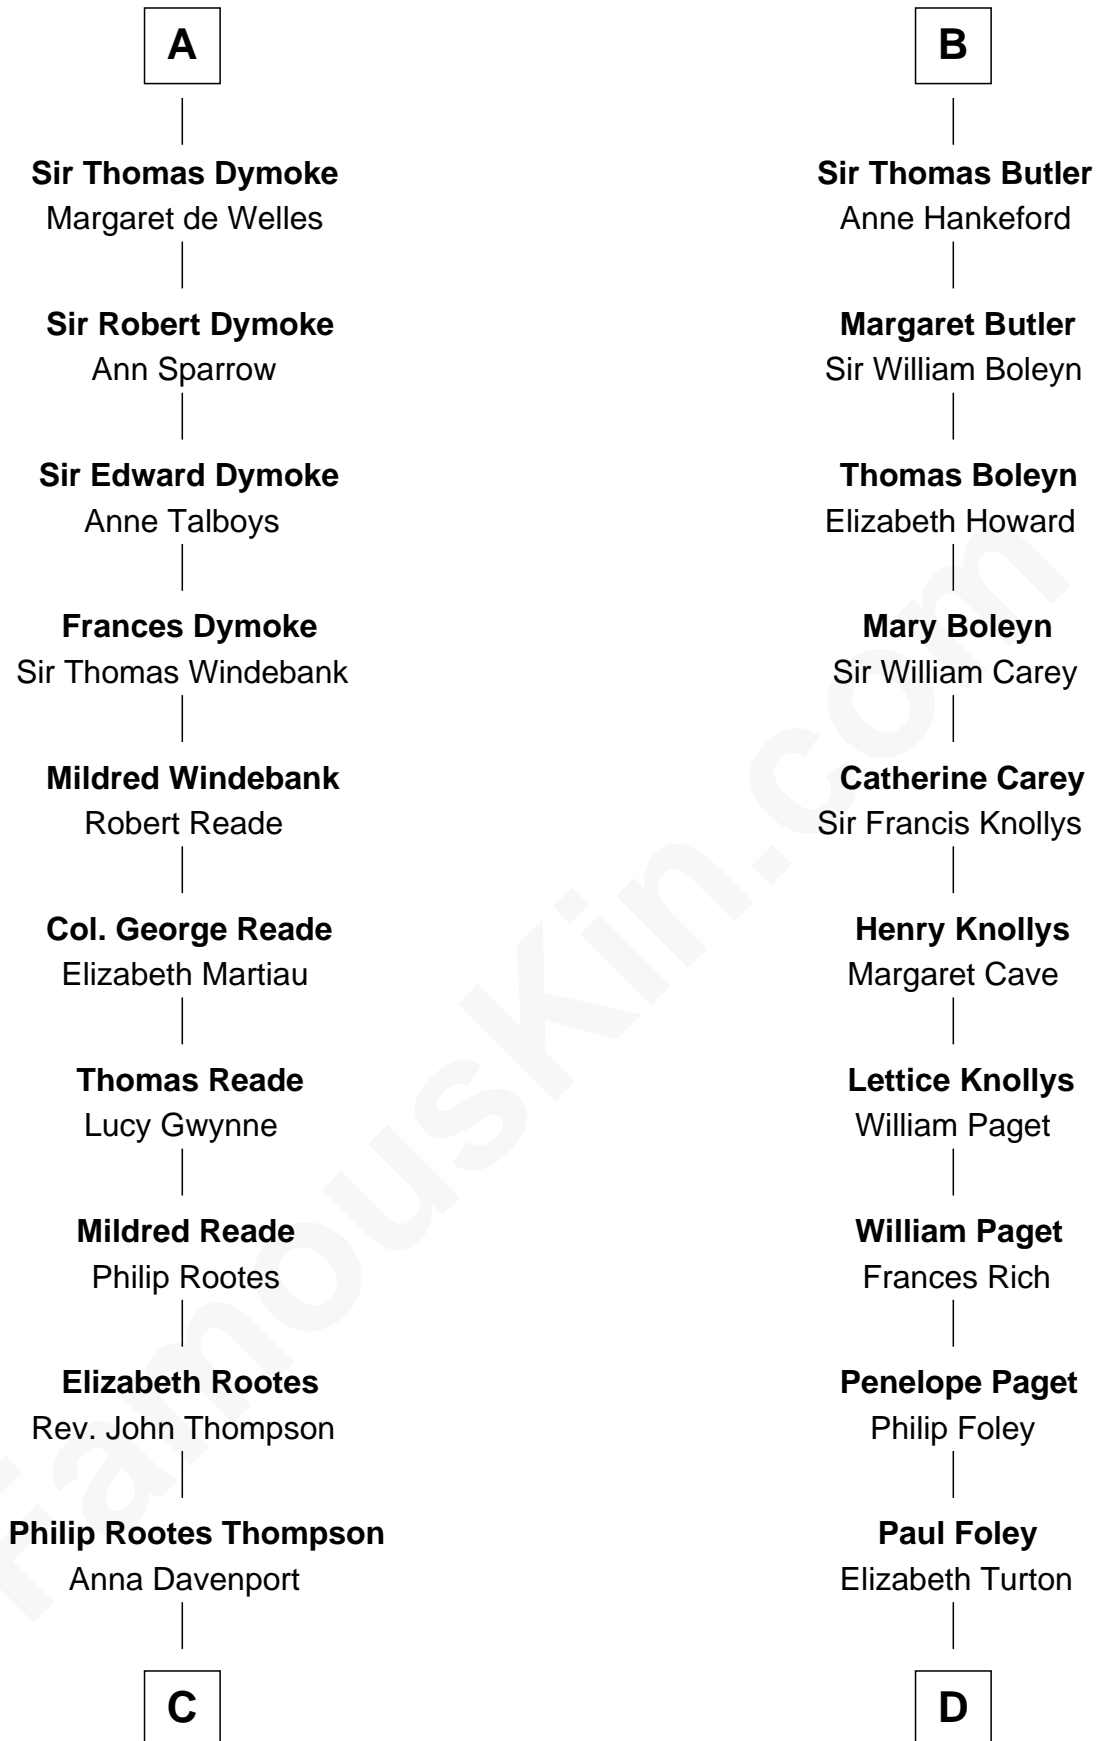 A
Sir Thomas Dymoke
Margaret de Welles
Sir Robert Dymoke
Ann Sparrow
Sir Edward Dymoke
Anne Talboys
Frances Dymoke
Sir Thomas Windebank
Mildred Windebank
Robert Reade
Col. George Reade
Elizabeth Martiau
Thomas Reade
Lucy Gwynne
Mildred Reade
Philip Rootes
Elizabeth Rootes
Rev. John Thompson
Philip Rootes Thompson
Anna Davenport
C
B
Sir Thomas Butler
Anne Hankeford
Margaret Butler
Sir William Boleyn
Thomas Boleyn
Elizabeth Howard
Mary Boleyn
Sir William Carey
Catherine Carey
Sir Francis Knollys
Henry Knollys
Margaret Cave
Lettice Knollys
William Paget
William Paget
Frances Rich
Penelope Paget
Philip Foley
Paul Foley
Elizabeth Turton
D
FamousKin.com